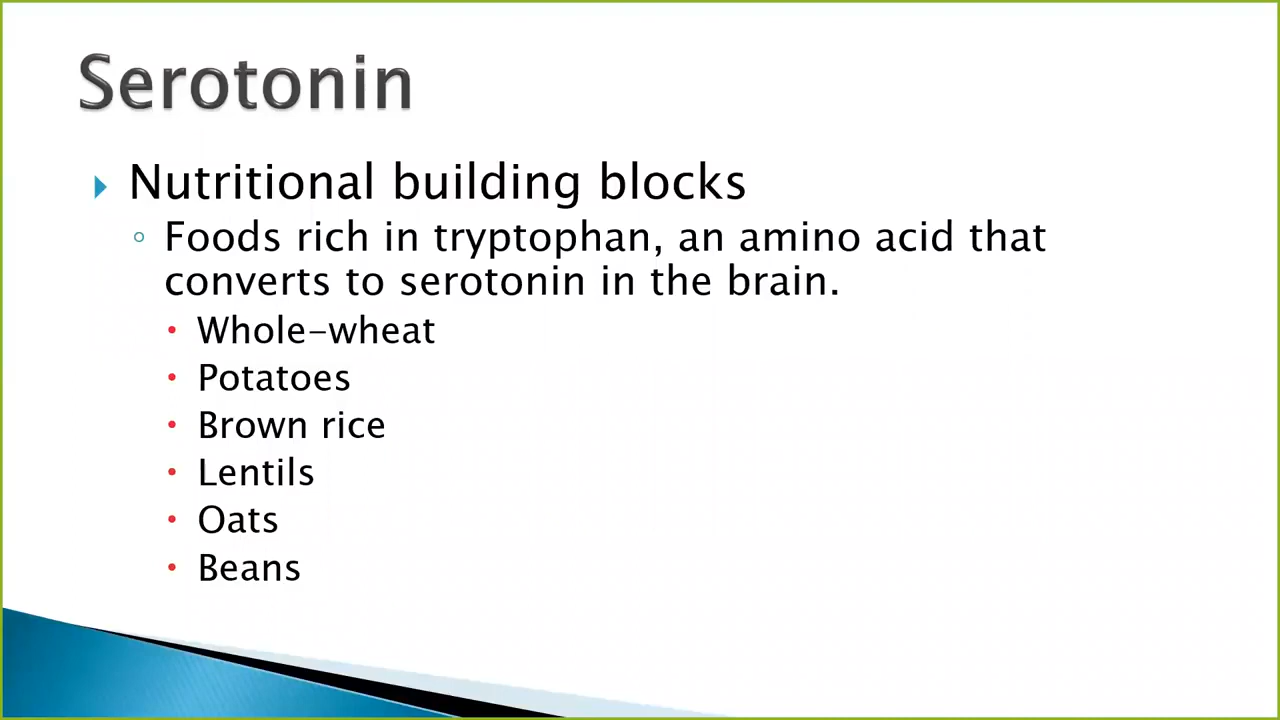 Serotonin
Nutritional building blocks
Foods rich in tryptophan, an amino acid that
converts to serotonin in the brain.
Whole-wheat
Potatoes
Brown rice
Lentils
Oats
Beans